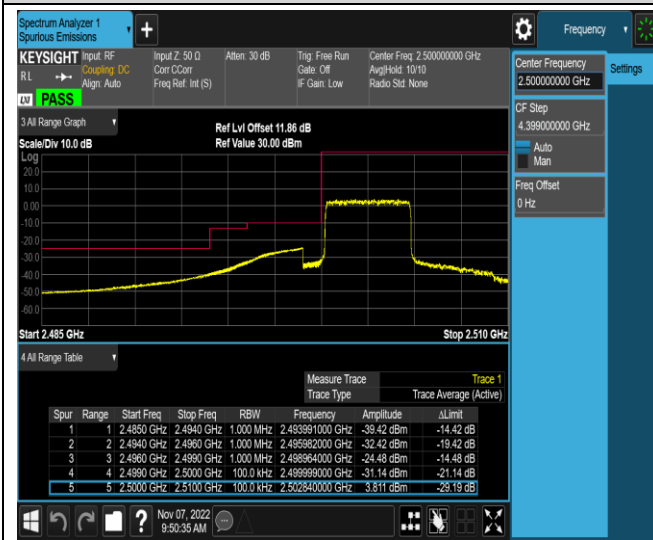 Spectrum Analyzer 1
Spurious Emissions
+
Frequency
KEYSIGHT
RL
LXI
PASS
Input: RF
Coupling: DC
Align: Auto
Input Z: 50 Ω
Corr CCorr
Freq Ref: Int (S)
Atten: 30 dB
Trig: Free Run
Gate: Off
IF Gain: Low
Center Freq: 2.500000000 GHz
Avg|Hold: 10/10
Radio Std: None
Center Frequency
2.500000000 GHz
Settings
CF Step
4.399000000 GHz
Auto
Man
Freq Offset
0 Hz
3 All Range Graph
Scale/Div 10.0 dB
Ref Lvl Offset 11.86 dB
Ref Value 30.00 dBm
Log
20.0
10.0
0.00
-10.0
-20.0
-30.0
-40.0
-50.0
-60.0
Start 2.485 GHz
Stop 2.510 GHz
4 All Range Table
Measure Trace Trace 1
Trace Type Trace Average (Active)
Spur Range Start Freq Stop Freq RBW Frequency Amplitude ΔLimit
1 1 2.4850 GHz 2.4940 GHz 1.000 MHz 2.493991000 GHz -39.42 dBm -14.42 dB
2 2 2.4940 GHz 2.4960 GHz 1.000 MHz 2.495982000 GHz -32.42 dBm -19.42 dB
3 3 2.4960 GHz 2.4990 GHz 1.000 MHz 2.498964000 GHz -24.48 dBm -14.48 dB
4 4 2.4990 GHz 2.5000 GHz 100.0 kHz 2.499999000 GHz -31.14 dBm -21.14 dB
5 5 2.5000 GHz 2.5100 GHz 100.0 kHz 2.502840000 GHz 3.811 dBm -29.19 dB
?
Nov 07, 2022
9:50:35 AM